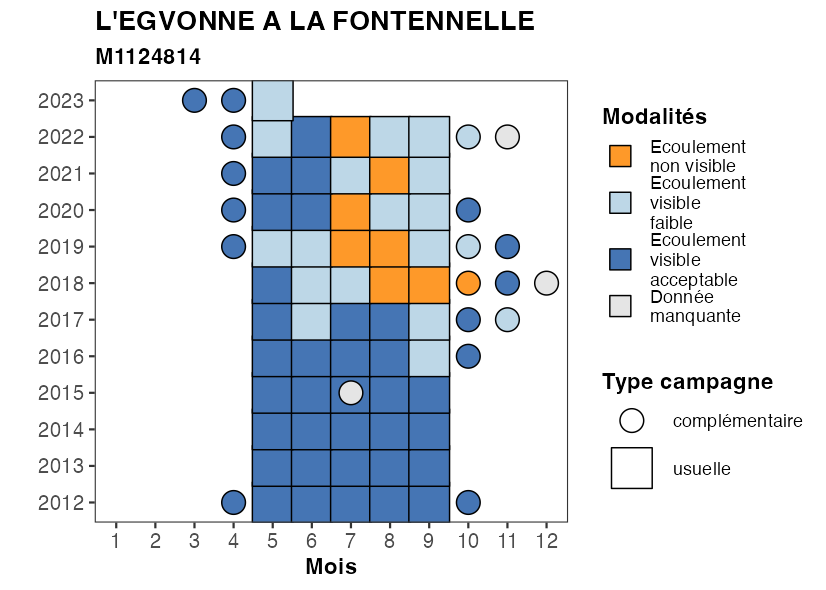 L'EGVONNE A LA FONTENNELLE
M1124814
2023
2022
2021
2020
2019
2018
2017
2016
2015
2014
2013
2012
1 2 3 4 5 6 7 8 9 10 11 12
Mois
Modalités
Ecoulement
non visible
Ecoulement
visible
faible
Ecoulement
visible
acceptable
Donnée
manquante
Type campagne
complémentaire
usuelle